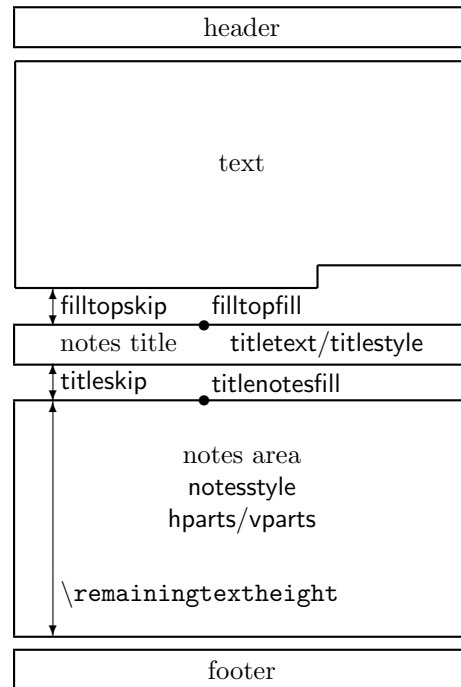 header
text
filltopskip filltopfill
notes title titletext/titlestyle
titleskip titlenotesfill
notes area
notesstyle
hparts/vparts
\remainingtextheight
footer